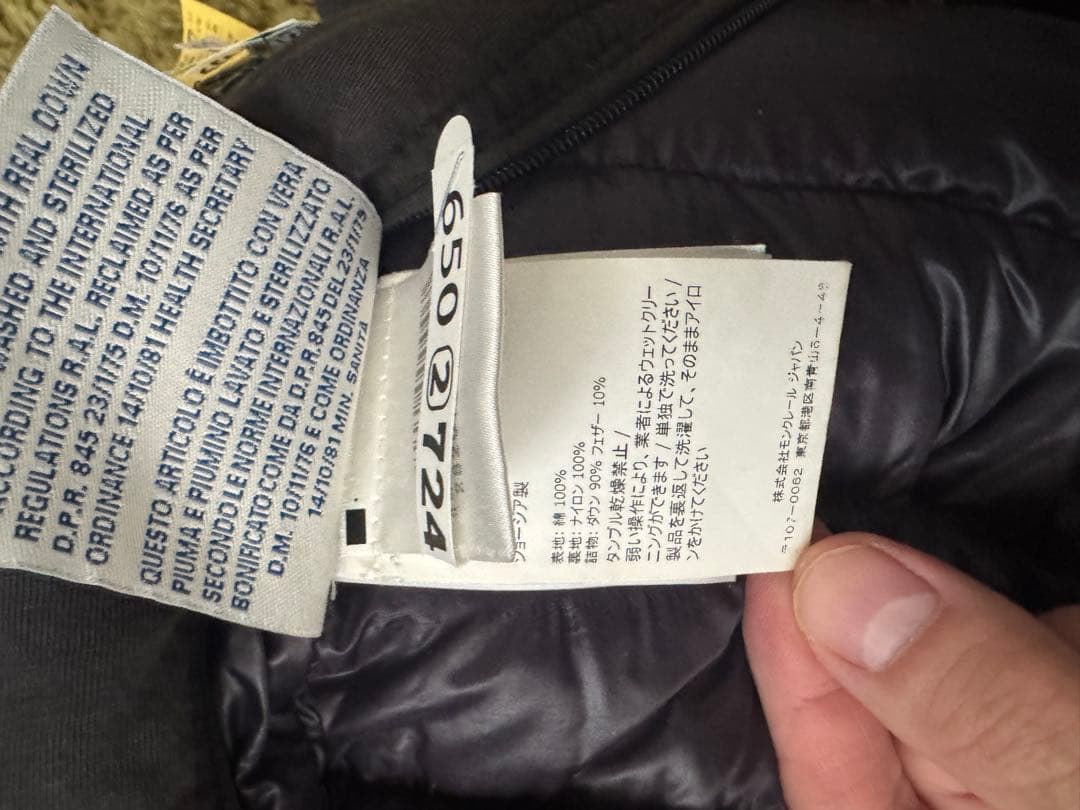 WITH REAL DOWN
WASHED AND STERILIZED
ACCORDING TO THE INTERNATIONAL
REGULATIONS R.A.L. RECLAIMED AS PER
D.P.R. 845 23/11/75 D.M. 10/11/76 AS PER
ORDINANCE 14/10/81 HEALTH SECRETARY
QUESTO ARTICOLO È IMBOTTITO CON VERA
PIUMA E PIUMINO LAVATO E STERILIZZATO
SECONDO LE NORME INTERNAZIONALI R.A.L.
BONIFICATO COME DA D.P.R. 845 DEL 23/11/75
D.M. 10/11/76 E COME ORDINANZA
14/10/81 MIN. SANITÀ
650②724
ジョージア製
表地: 綿 100%
裏地: ナイロン 100%
詰物: ダウン 90% フェザー 10%
タンブル乾燥禁止 /
弱い操作により、業者によるウェットクリー
ニングができます / 単独で洗ってください /
製品を裏返して洗濯して、そのままアイロ
ンをかけてください
株式会社モンクレール ジャパン
〒107-0062 東京都港区南青山5-4-4